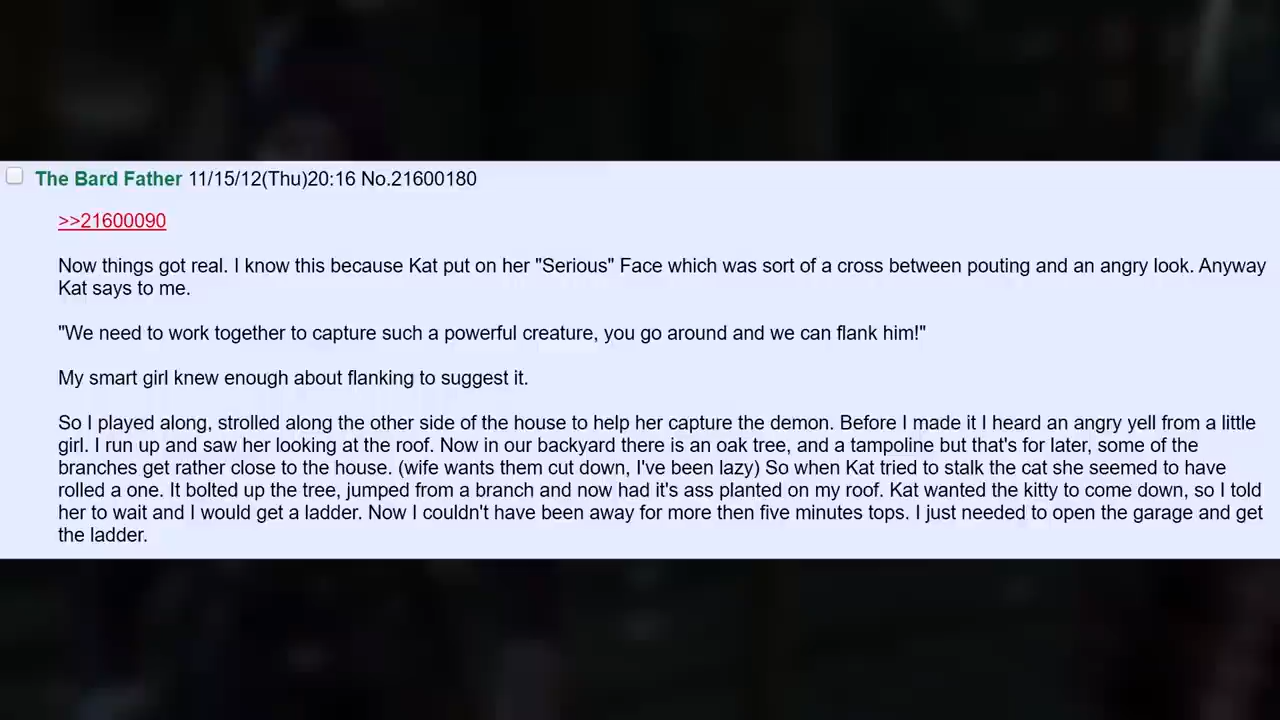 The Bard Father 11/15/12(Thu)20:16 No.21600180
>>21600090
Now things got real. I know this because Kat put on her "Serious" Face which was sort of a cross between pouting and an angry look. Anyway
Kat says to me.
"We need to work together to capture such a powerful creature, you go around and we can flank him!"
My smart girl knew enough about flanking to suggest it.
So I played along, strolled along the other side of the house to help her capture the demon. Before I made it I heard an angry yell from a little
girl. I run up and saw her looking at the roof. Now in our backyard there is an oak tree, and a tampoline but that's for later, some of the
branches get rather close to the house. (wife wants them cut down, I've been lazy) So when Kat tried to stalk the cat she seemed to have
rolled a one. It bolted up the tree, jumped from a branch and now had it's ass planted on my roof. Kat wanted the kitty to come down, so I told
her to wait and I would get a ladder. Now I couldn't have been away for more then five minutes tops. I just needed to open the garage and get
the ladder.